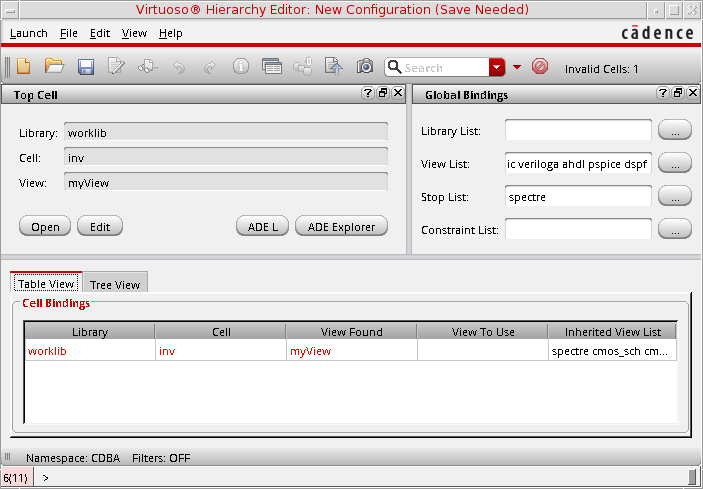 Virtuoso® Hierarchy Editor: New Configuration (Save Needed)
Launch File Edit View Help cādence
Search Invalid Cells: 1
Top Cell
Library: worklib
Cell: inv
View: myView
Open Edit ADE L ADE Explorer
Global Bindings
Library List: ...
View List: ic veriloga ahdl pspice dspf ...
Stop List: spectre ...
Constraint List: ...
Table View Tree View
Cell Bindings
Library Cell View Found View To Use Inherited View List
worklib inv myView spectre cmos_sch cm...
Namespace: CDBA Filters: OFF
6(11) >